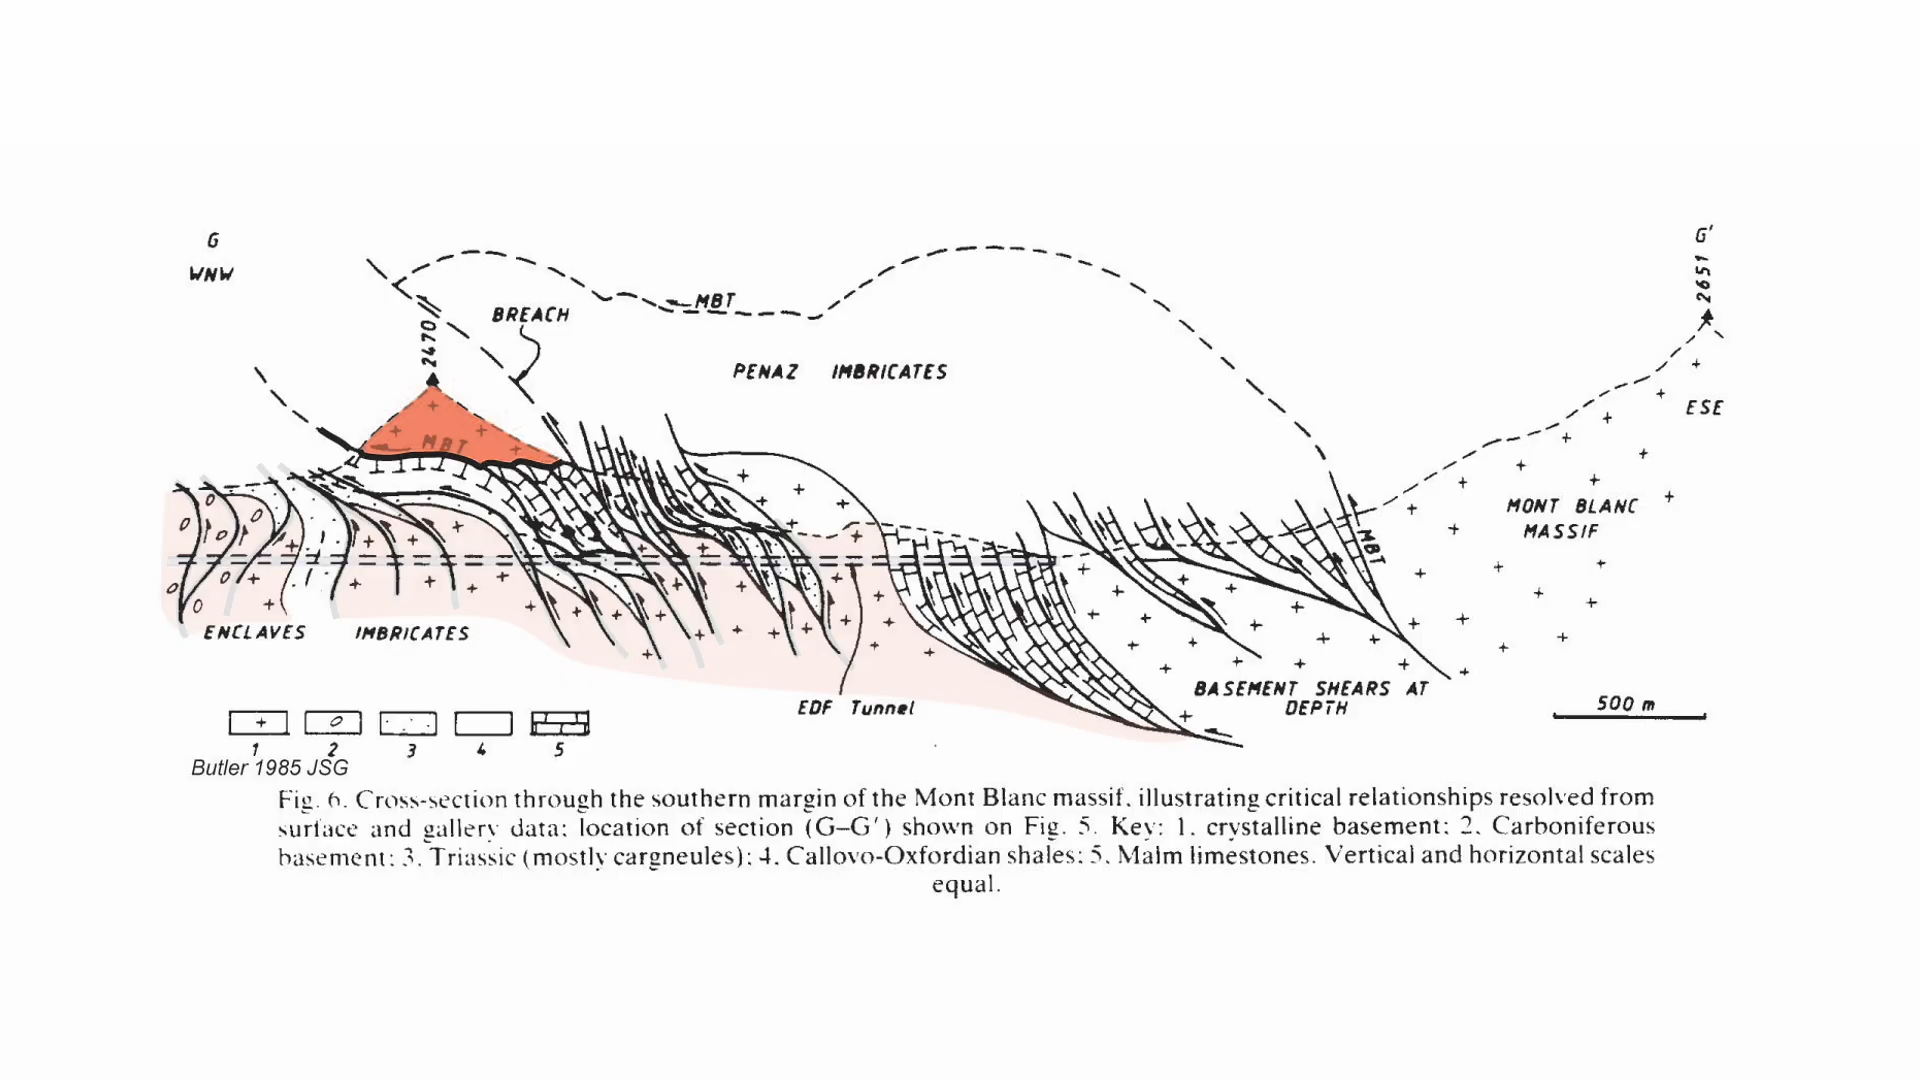 G
WNW
G'
2651
MBT
BREACH
2470
PENAZ IMBRICATES
ESE
MBT
MONT BLANC
MASSIF
MBT
ENCLAVES IMBRICATES
BASEMENT SHEARS AT
DEPTH
500 m
EDF Tunnel
1 2 3 4 5
Butler 1985 JSG
Fig. 6. Cross-section through the southern margin of the Mont Blanc massif, illustrating critical relationships resolved from
surface and gallery data; location of section (G–G') shown on Fig. 5. Key: 1, crystalline basement; 2, Carboniferous
basement; 3, Triassic (mostly cargneules); 4, Callovo-Oxfordian shales; 5, Malm limestones. Vertical and horizontal scales
equal.